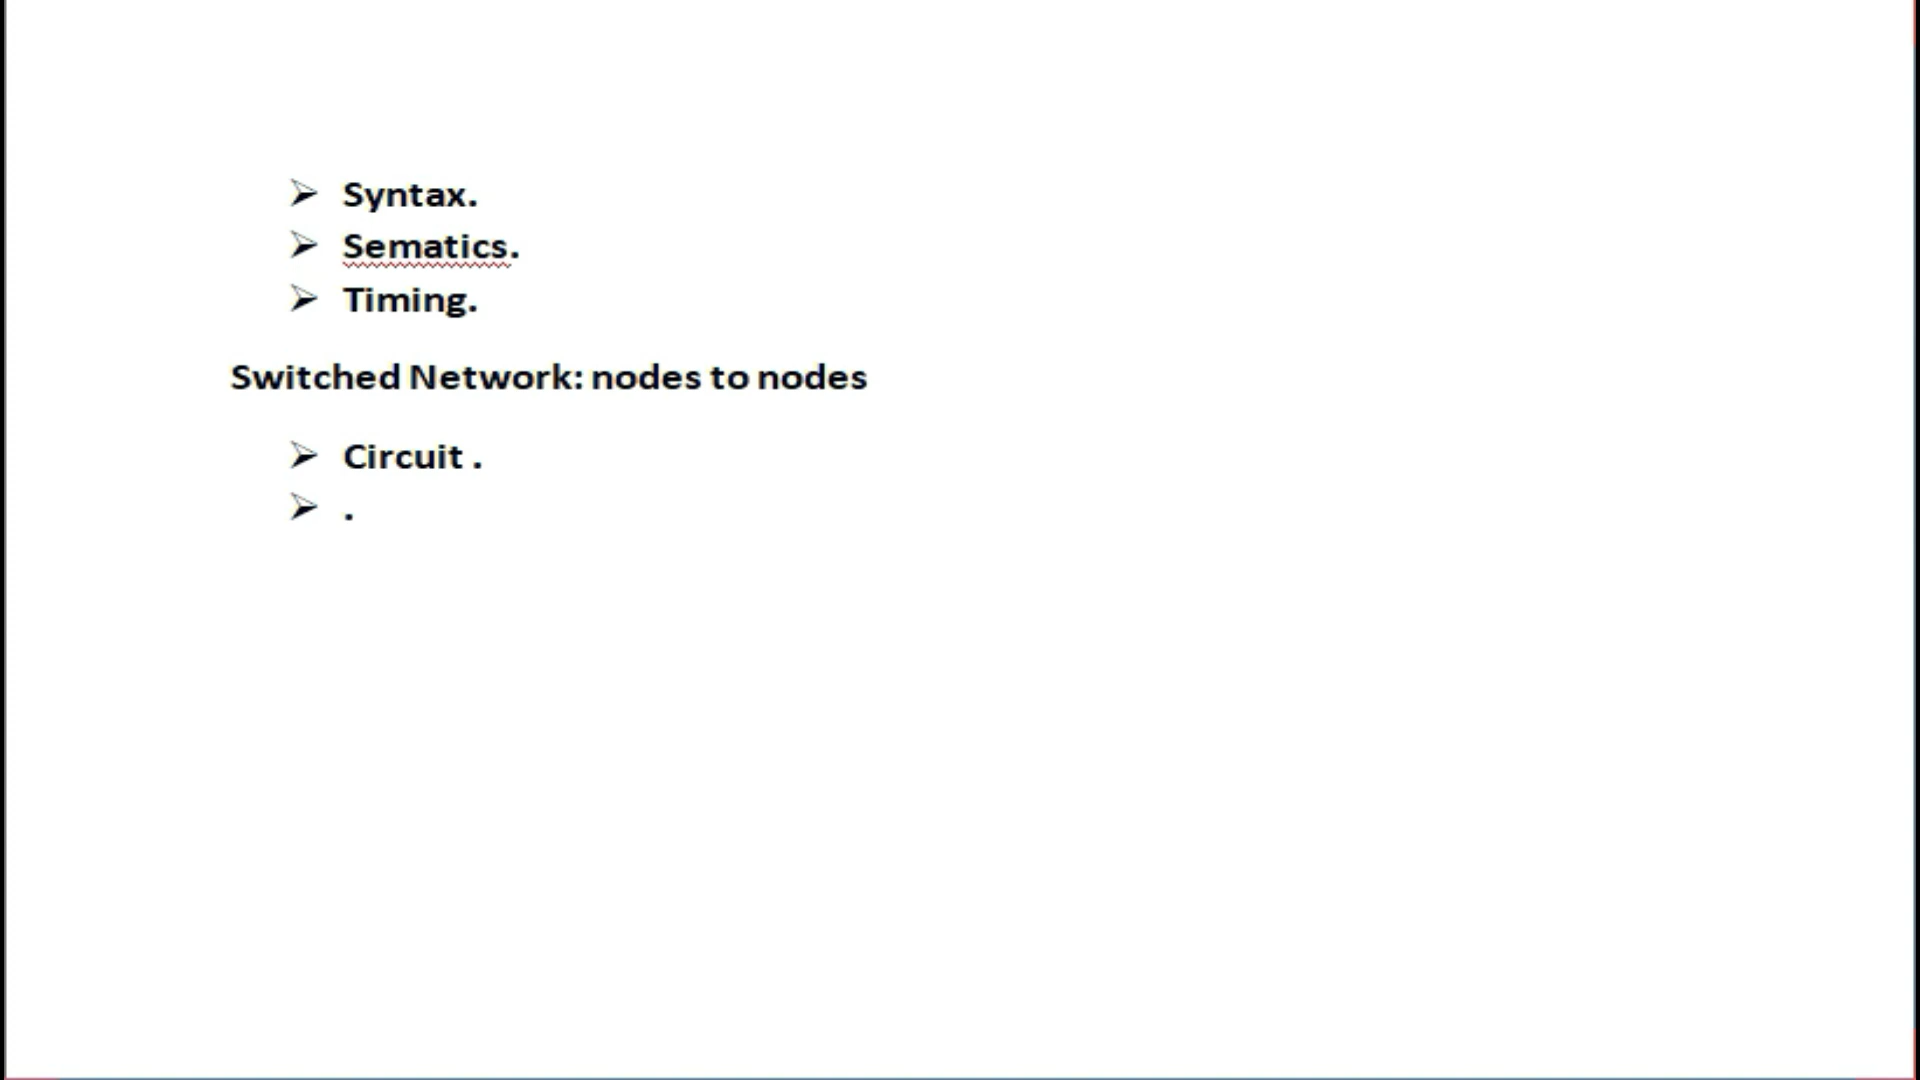 ➢ Syntax.
➢ Sematics.
➢ Timing.
Switched Network: nodes to nodes
➢ Circuit .
➢ .